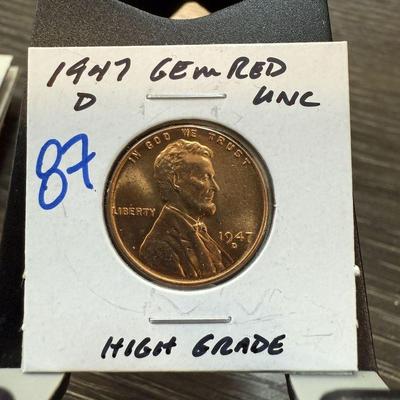 1947 GEM RED
D UNC
87
IN GOD WE TRUST
LIBERTY
1947
D
HIGH GRADE